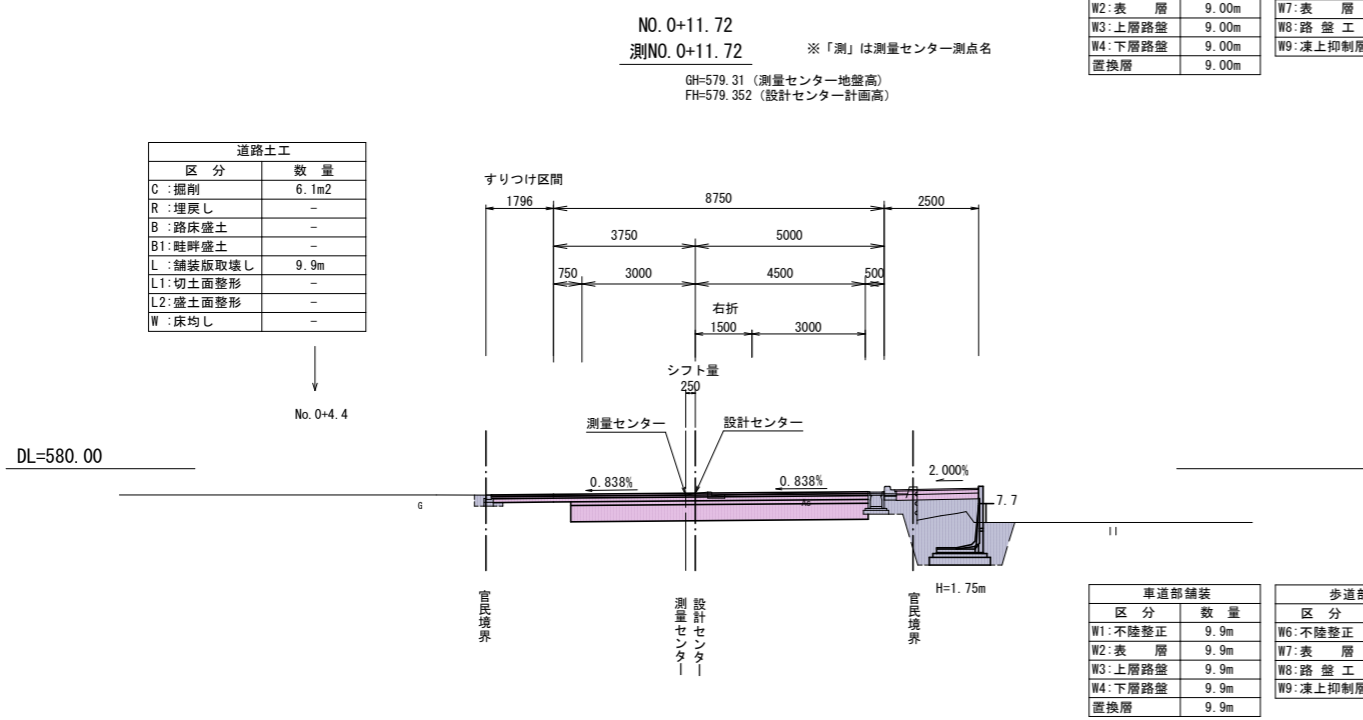 NO.0+11.72
測NO.0+11.72
※「測」は測量センター測点名
GH=579.31（測量センター地盤高）
FH=579.352（設計センター計画高）
W2:表　層 9.00m
W3:上層路盤 9.00m
W4:下層路盤 9.00m
置換層 9.00m
W7:表　層
W8:路 盤 工
W9:凍上抑制層
道路土工
区　分 数　量
C :掘削 6.1m2
R :埋戻し -
B :路床盛土 -
B1:畦畔盛土 -
L :舗装版取壊し 9.9m
L1:切土面整形 -
L2:盛土面整形 -
W :床均し -
No.0+4.4
すりつけ区間
1796 8750 2500
3750 5000
750 3000 4500 500
右折
1500 3000
シフト量
250
測量センター 設計センター
DL=580.00
0.838% 0.838% 2.000%
7.7
G
H=1.75m
官民境界
測量センター
設計センター
官民境界
車道部舗装
区　分 数　量
W1:不陸整正 9.9m
W2:表　層 9.9m
W3:上層路盤 9.9m
W4:下層路盤 9.9m
置換層 9.9m
歩道部
区　分
W6:不陸整正
W7:表　層
W8:路 盤 工
W9:凍上抑制層